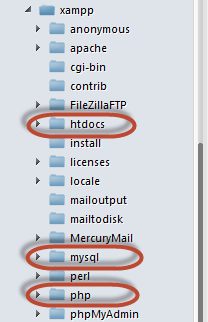 xampp
anonymous
apache
cgi-bin
contrib
FileZillaFTP
htdocs
install
licenses
locale
mailoutput
mailtodisk
MercuryMail
mysql
perl
php
phpMyAdmin